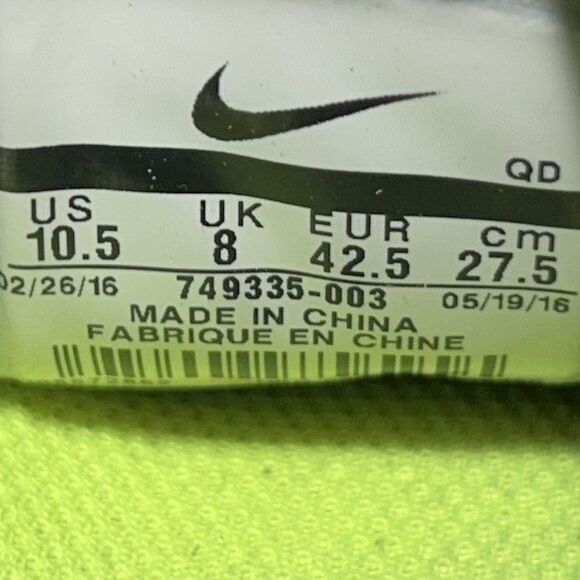 QD
US UK EUR cm
10.5 8 42.5 27.5
02/26/16 749335-003 05/19/16
MADE IN CHINA
FABRIQUE EN CHINE